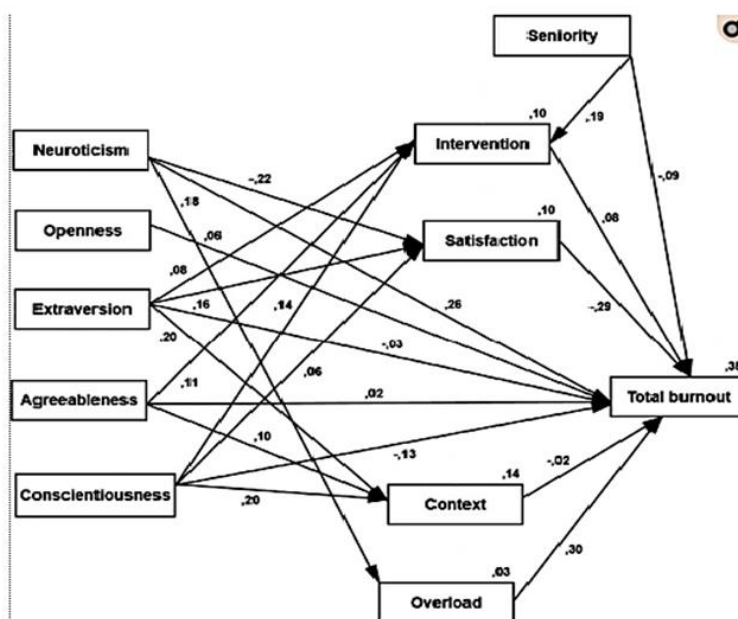 Seniority
,10
,19
Neuroticism
Intervention
-,09
-,22
,18
,10
,08
Openness
,06
Satisfaction
,08
Extraversion
,16
,14
,26
-,29
,20
-,03
,06
,38
Agreeableness
,11
,02
Total burnout
,10
-,13
,14
-,02
Conscientiousness
,20
Context
,30
,03
Overload